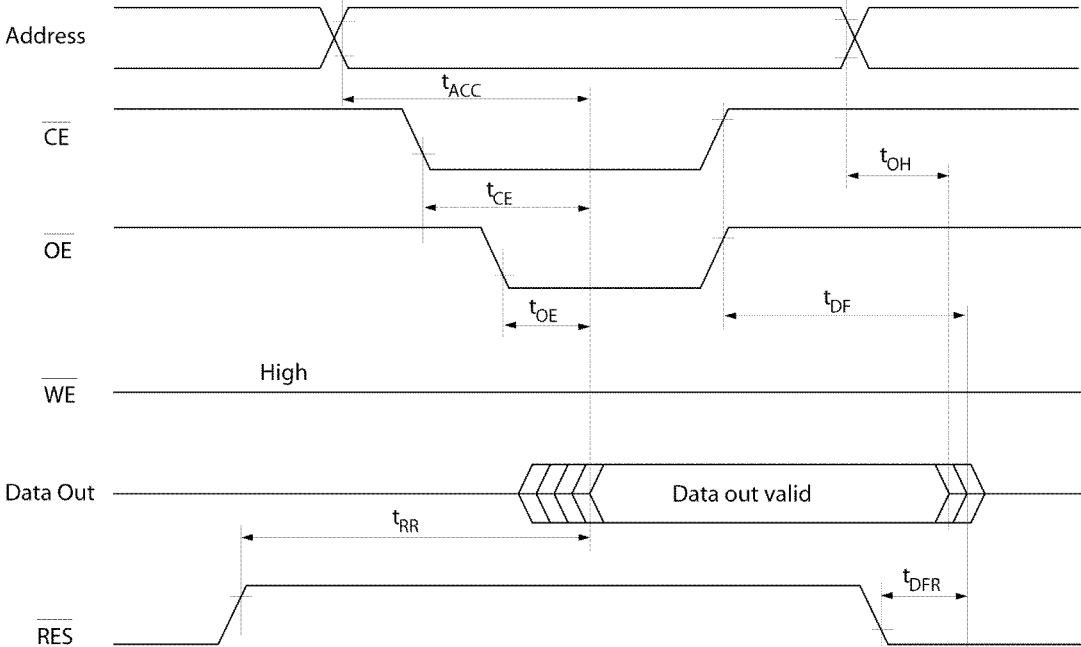 Address
tACC
CE
tOH
tCE
OE
tOE
tDF
High
WE
Data Out
Data out valid
tRR
tDFR
RES